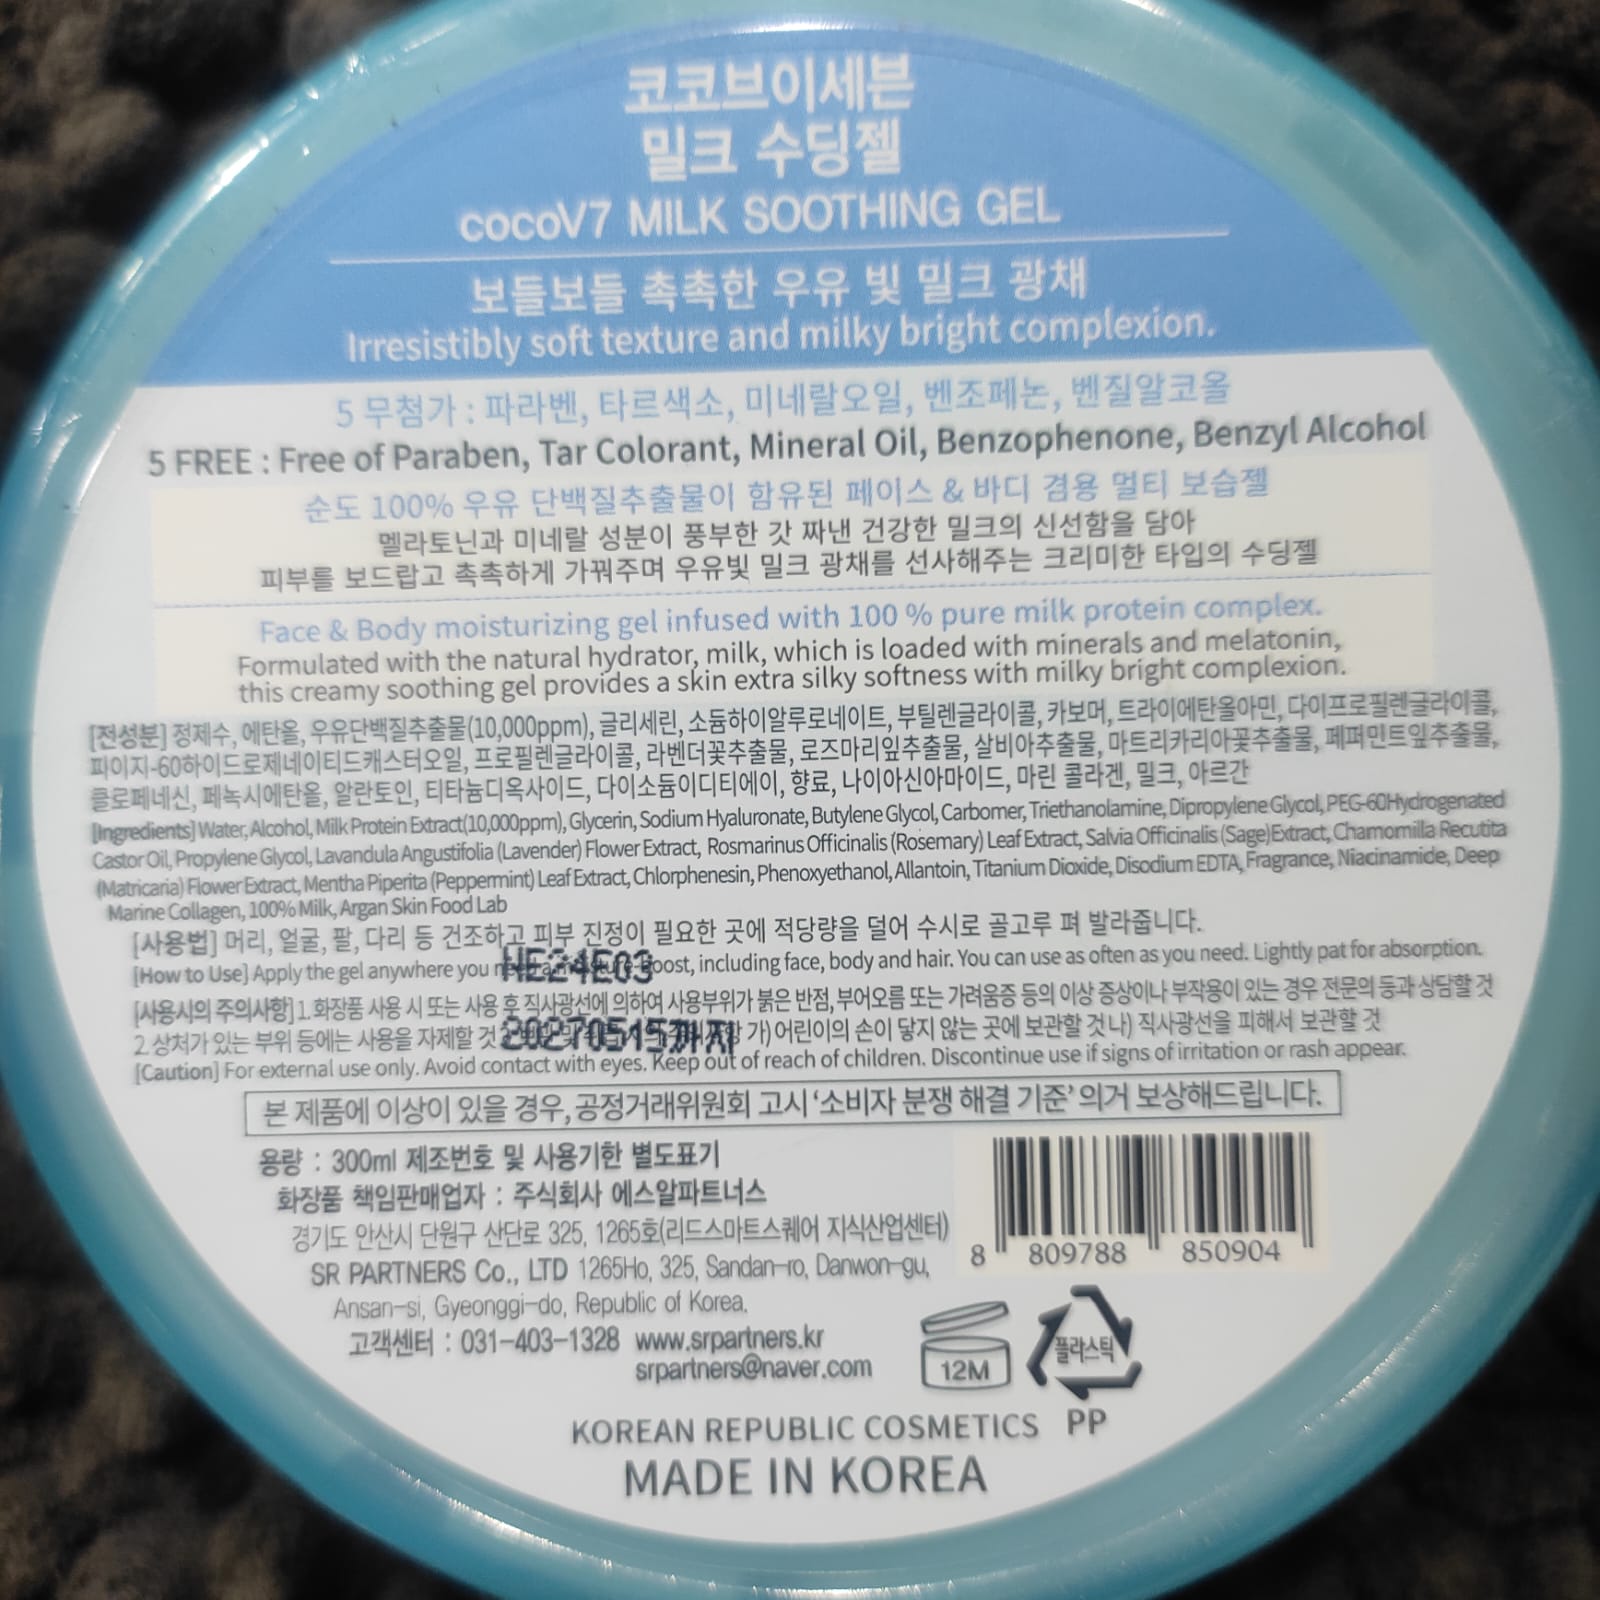 코코브이세븐
밀크 수딩젤
cocoV7 MILK SOOTHING GEL
보들보들 촉촉한 우유 빛 밀크 광채
Irresistibly soft texture and milky bright complexion.
5 무첨가 : 파라벤, 타르색소, 미네랄오일, 벤조페논, 벤질알코올
5 FREE : Free of Paraben, Tar Colorant, Mineral Oil, Benzophenone, Benzyl Alcohol
순도 100% 우유 단백질추출물이 함유된 페이스 & 바디 겸용 멀티 보습젤
멜라토닌과 미네랄 성분이 풍부한 갓 짜낸 건강한 밀크의 신선함을 담아
피부를 보드랍고 촉촉하게 가꿔주며 우유빛 밀크 광채를 선사해주는 크리미한 타입의 수딩젤
Face & Body moisturizing gel infused with 100 % pure milk protein complex.
Formulated with the natural hydrator, milk, which is loaded with minerals and melatonin,
this creamy soothing gel provides a skin extra silky softness with milky bright complexion.
[전성분] 정제수, 에탄올, 우유단백질추출물(10,000ppm), 글리세린, 소듐하이알루로네이트, 부틸렌글라이콜, 카보머, 트라이에탄올아민, 다이프로필렌글라이콜,
파이지-60하이드로제네이티드캐스터오일, 프로필렌글라이콜, 라벤더꽃추출물, 로즈마리잎추출물, 살비아추출물, 마트리카리아꽃추출물, 페퍼민트잎추출물,
클로페네신, 페녹시에탄올, 알란토인, 티타늄디옥사이드, 다이소듐이디티에이, 향료, 나이아신아마이드, 마린 콜라겐, 밀크, 아르간
[Ingredients] Water, Alcohol, Milk Protein Extract(10,000ppm), Glycerin, Sodium Hyaluronate, Butylene Glycol, Carbomer, Triethanolamine, Dipropylene Glycol, PEG-60Hydrogenated
Castor Oil, Propylene Glycol, Lavandula Angustifolia (Lavender) Flower Extract, Rosmarinus Officinalis (Rosemary) Leaf Extract, Salvia Officinalis (Sage)Extract, Chamomilla Recutita
(Matricaria) Flower Extract, Mentha Piperita (Peppermint) Leaf Extract, Chlorphenesin, Phenoxyethanol, Allantoin, Titanium Dioxide, Disodium EDTA, Fragrance, Niacinamide, Deep
Marine Collagen, 100% Milk, Argan Skin Food Lab
[사용법] 머리, 얼굴, 팔, 다리 등 건조하고 피부 진정이 필요한 곳에 적당량을 덜어 수시로 골고루 펴 발라줍니다.
HE24E03
[How to Use] Apply the gel anywhere you boost, including face, body and hair. You can use as often as you need. Lightly pat for absorption.
[사용시의 주의사항] 1. 화장품 사용 시 또는 사용 후 직사광선에 의하여 사용부위가 붉은 반점, 부어오름 또는 가려움증 등의 이상 증상이나 부작용이 있는 경우 전문의 등과 상담할 것
20270515까지
2. 상처가 있는 부위 등에는 사용을 자제할 것 가) 어린이의 손이 닿지 않는 곳에 보관할 것 나) 직사광선을 피해서 보관할 것
[Caution] For external use only. Avoid contact with eyes. Keep out of reach of children. Discontinue use if signs of irritation or rash appear.
본 제품에 이상이 있을 경우, 공정거래위원회 고시 ‘소비자 분쟁 해결 기준’ 의거 보상해드립니다.
용량 : 300ml 제조번호 및 사용기한 별도표기
화장품 책임판매업자 : 주식회사 에스알파트너스
경기도 안산시 단원구 산단로 325, 1265호(리드스마트스퀘어 지식산업센터)
SR PARTNERS Co., LTD 1265Ho, 325, Sandan-ro, Danwon-gu,
Ansan-si, Gyeonggi-do, Republic of Korea.
고객센터 : 031-403-1328 www.srpartners.kr
srpartners@naver.com
8 809788 850904
12M
플라스틱
PP
KOREAN REPUBLIC COSMETICS
MADE IN KOREA